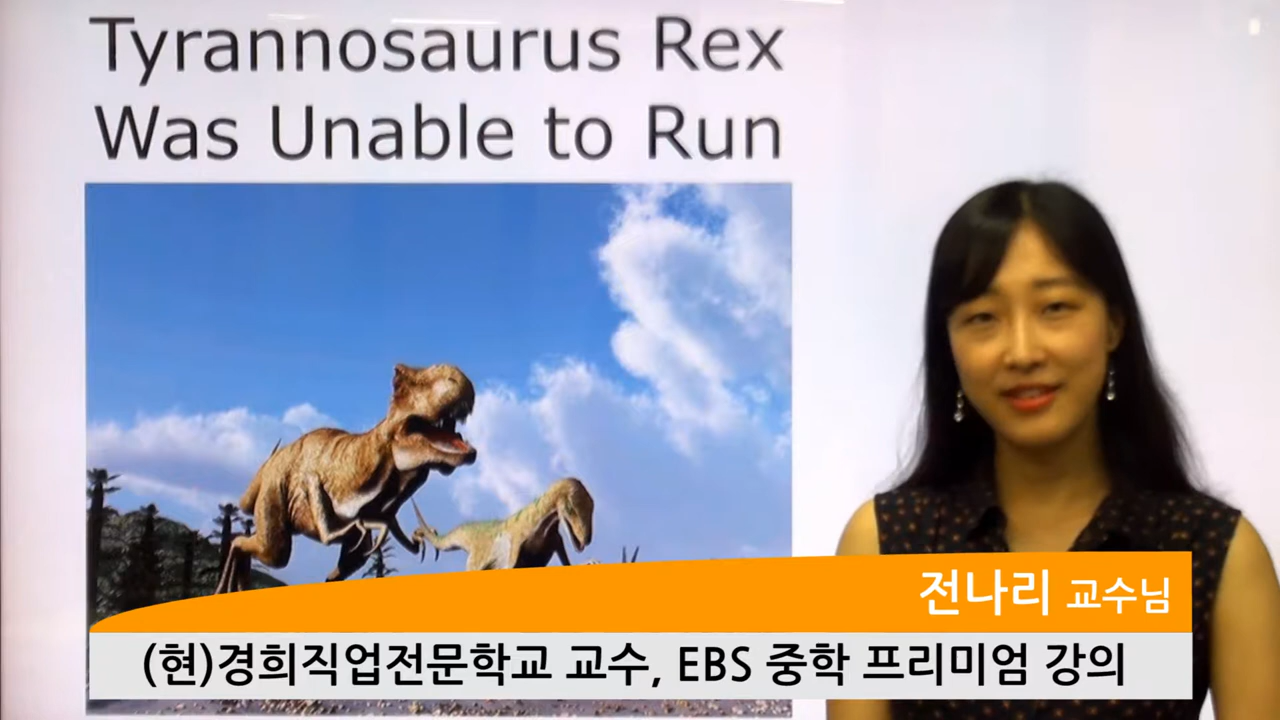 Tyrannosaurus Rex
Was Unable to Run
전나리 교수님
(현)경희직업전문학교 교수, EBS 중학 프리미엄 강의